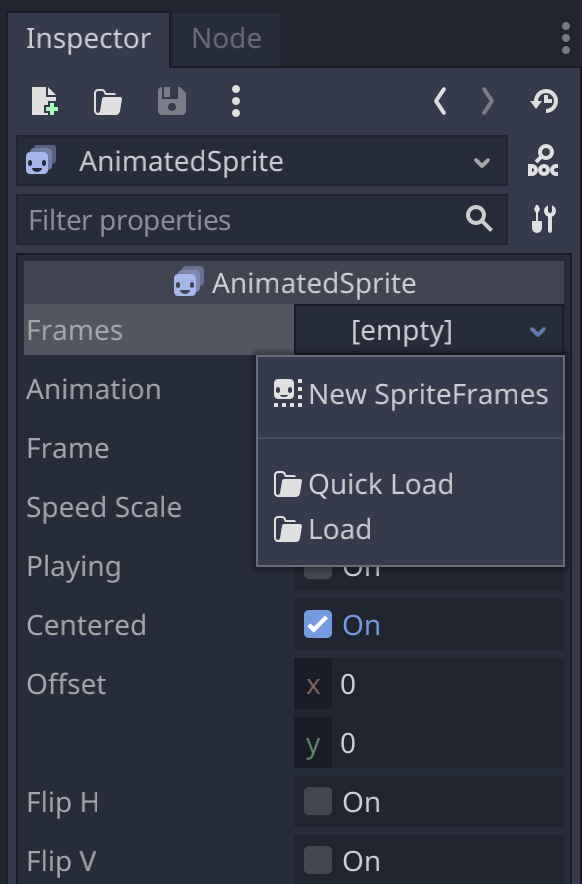 Inspector Node
DOC
AnimatedSprite
Filter properties
AnimatedSprite
Frames [empty]
New SpriteFrames
Animation
Frame
Quick Load
Speed Scale
Load
Playing On
Centered On
Offset x 0
y 0
Flip H On
Flip V On